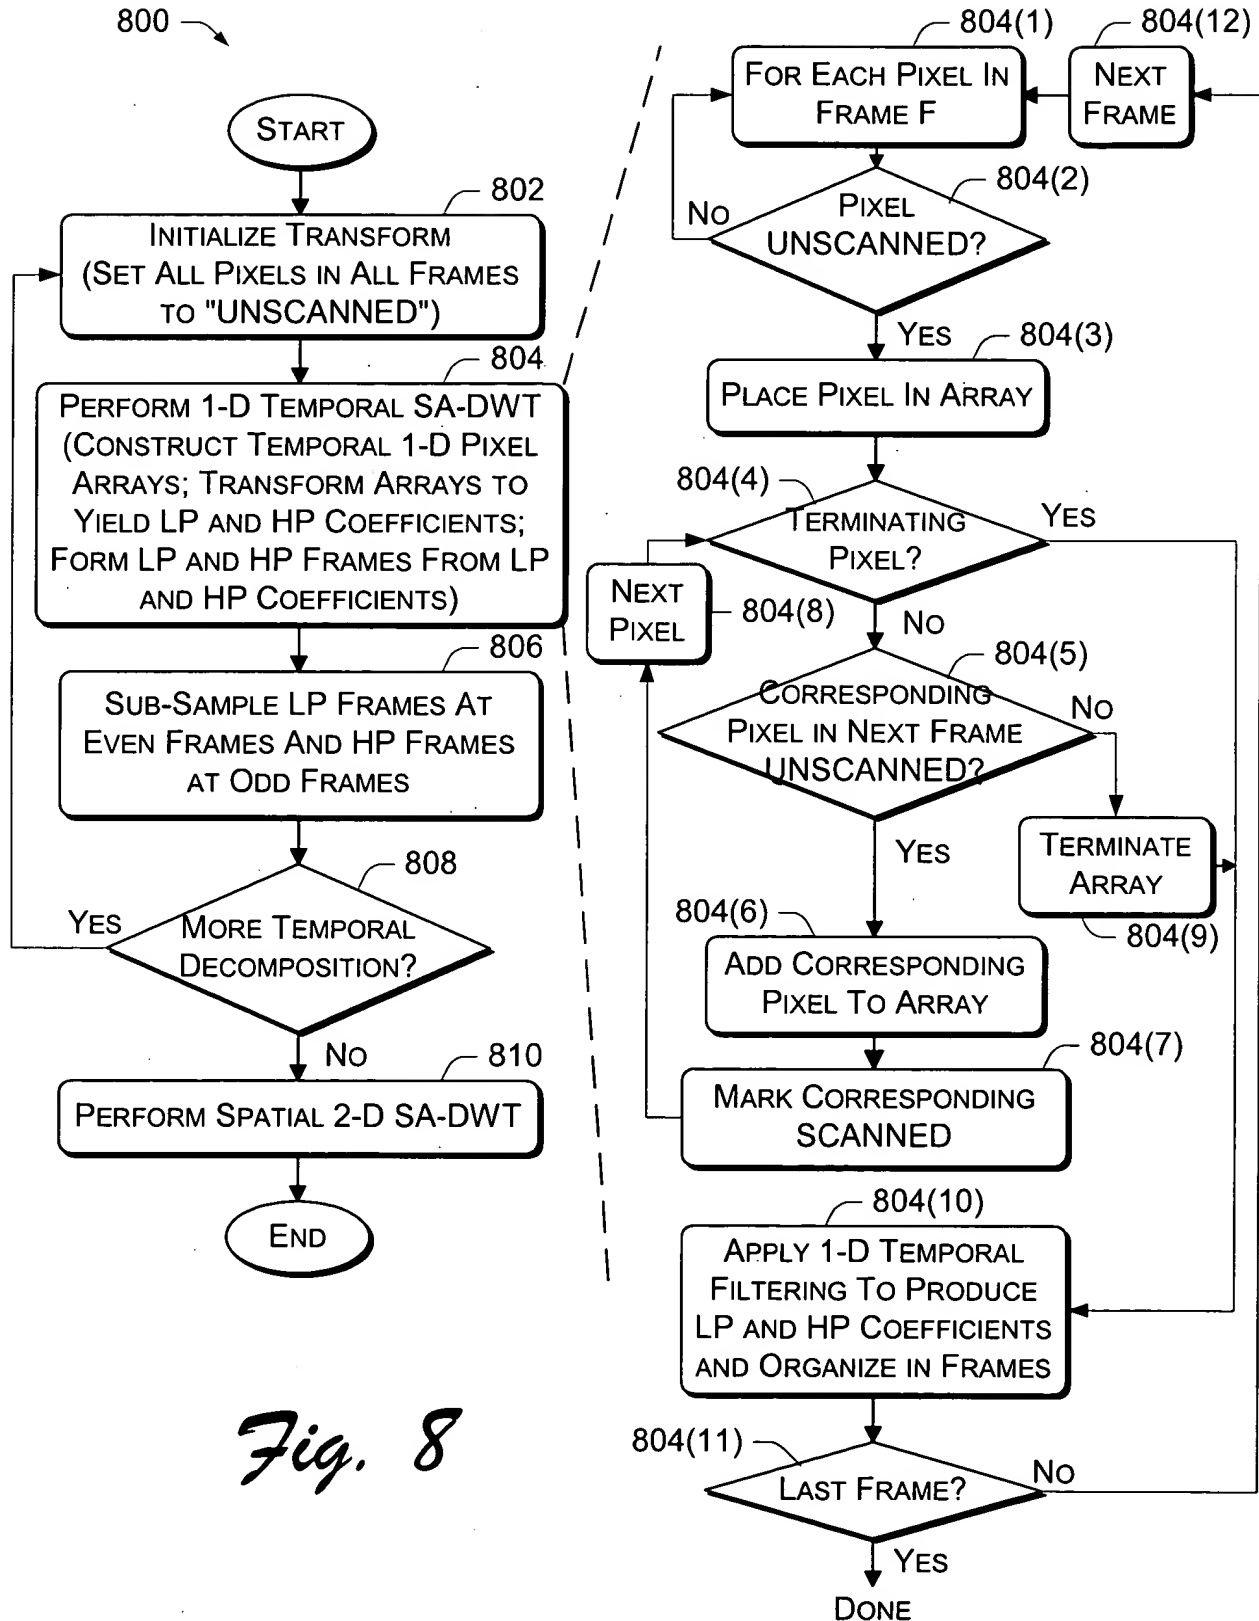 800
START
802
INITIALIZE TRANSFORM
(SET ALL PIXELS IN ALL FRAMES
TO "UNSCANNED")
804
PERFORM 1-D TEMPORAL SA-DWT
(CONSTRUCT TEMPORAL 1-D PIXEL
ARRAYS; TRANSFORM ARRAYS TO
YIELD LP AND HP COEFFICIENTS;
FORM LP AND HP FRAMES FROM LP
AND HP COEFFICIENTS)
806
SUB-SAMPLE LP FRAMES AT
EVEN FRAMES AND HP FRAMES
AT ODD FRAMES
808
YES
MORE TEMPORAL
DECOMPOSITION?
NO
810
PERFORM SPATIAL 2-D SA-DWT
END
804(1)
FOR EACH PIXEL IN
FRAME F
804(12)
NEXT
FRAME
804(2)
NO
PIXEL
UNSCANNED?
YES
804(3)
PLACE PIXEL IN ARRAY
804(4)
TERMINATING
PIXEL?
YES
NEXT
PIXEL
804(8)
NO
804(5)
CORRESPONDING
PIXEL IN NEXT FRAME
UNSCANNED?
NO
YES
TERMINATE
ARRAY
804(9)
804(6)
ADD CORRESPONDING
PIXEL TO ARRAY
804(7)
MARK CORRESPONDING
SCANNED
804(10)
APPLY 1-D TEMPORAL
FILTERING TO PRODUCE
LP AND HP COEFFICIENTS
AND ORGANIZE IN FRAMES
804(11)
LAST FRAME?
NO
YES
DONE
Fig. 8